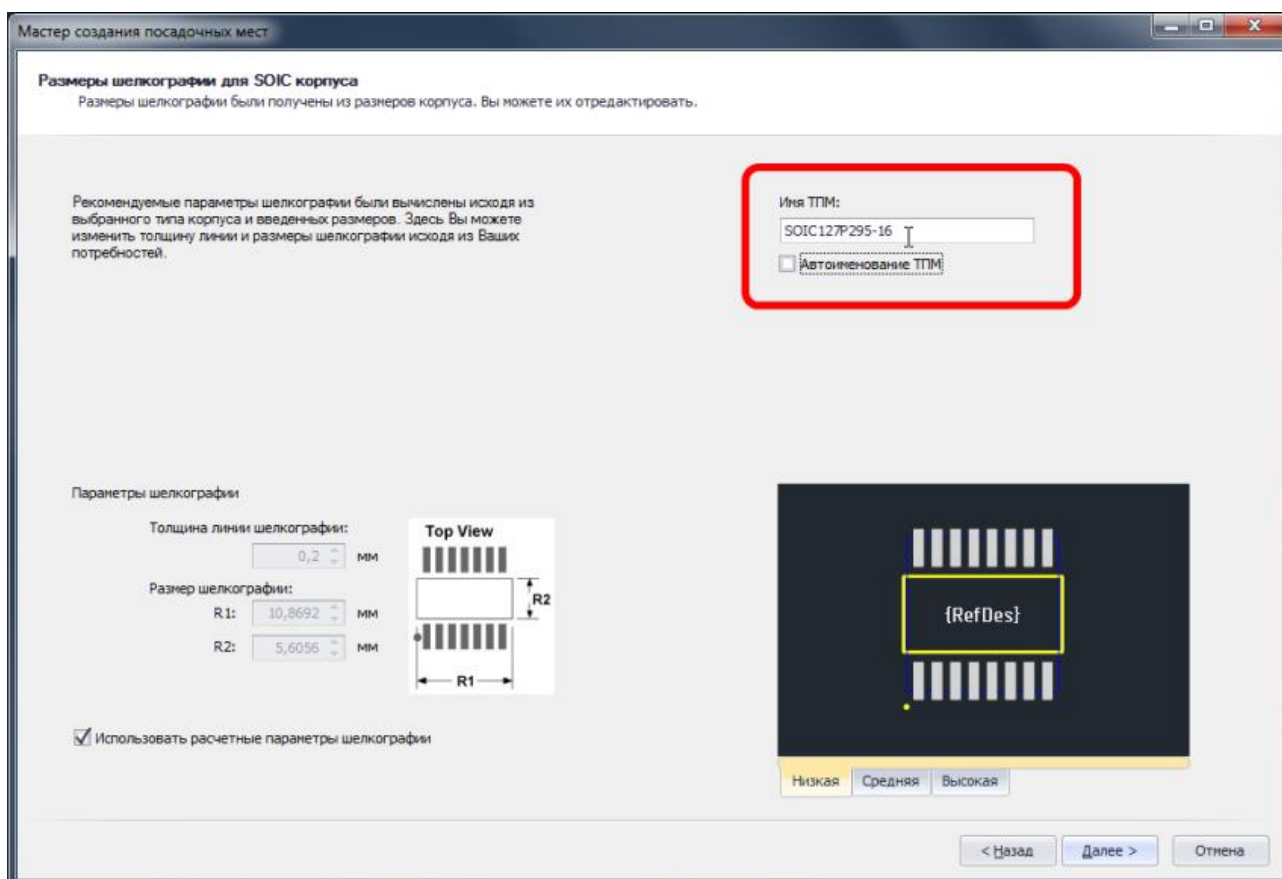 Мастер создания посадочных мест
Размеры шелкографии для SOIC корпуса
Размеры шелкографии были получены из размеров корпуса. Вы можете их отредактировать.
Рекомендуемые параметры шелкографии были вычислены исходя из
выбранного типа корпуса и введенных размеров. Здесь Вы можете
изменить толщину линии и размеры шелкографии исходя из Ваших
потребностей.
Имя ТПМ:
SOIC127P295-16
Автоименование ТПМ
Параметры шелкографии
Толщина линии шелкографии:
0,2 мм
Размер шелкографии:
R1: 10,8692 мм
R2: 5,6056 мм
Top View
R2
R1
Использовать расчетные параметры шелкографии
{RefDes}
Низкая Средняя Высокая
< Назад Далее > Отмена